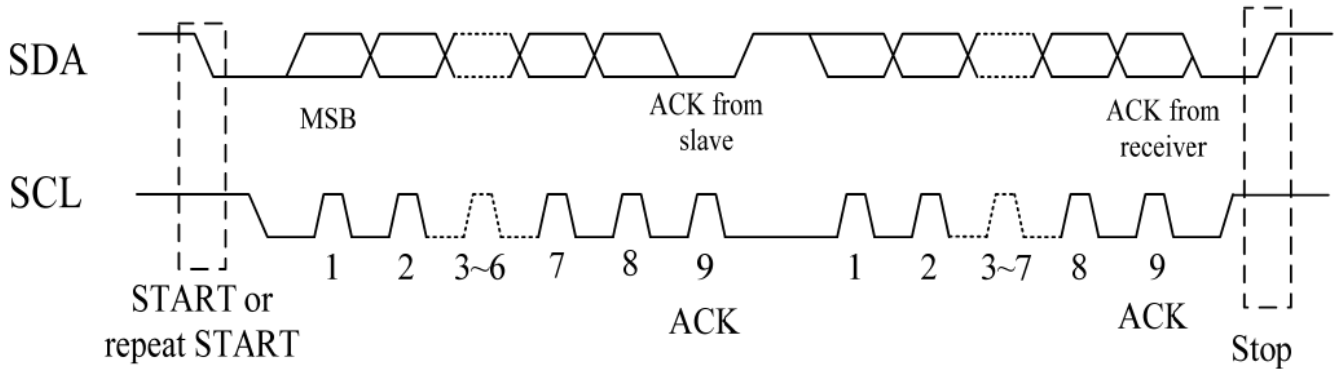 SDA
MSB
ACK from
slave
ACK from
receiver
SCL
1 2 3~6 7 8 9 1 2 3~7 8 9
START or
repeat START
ACK
ACK
Stop